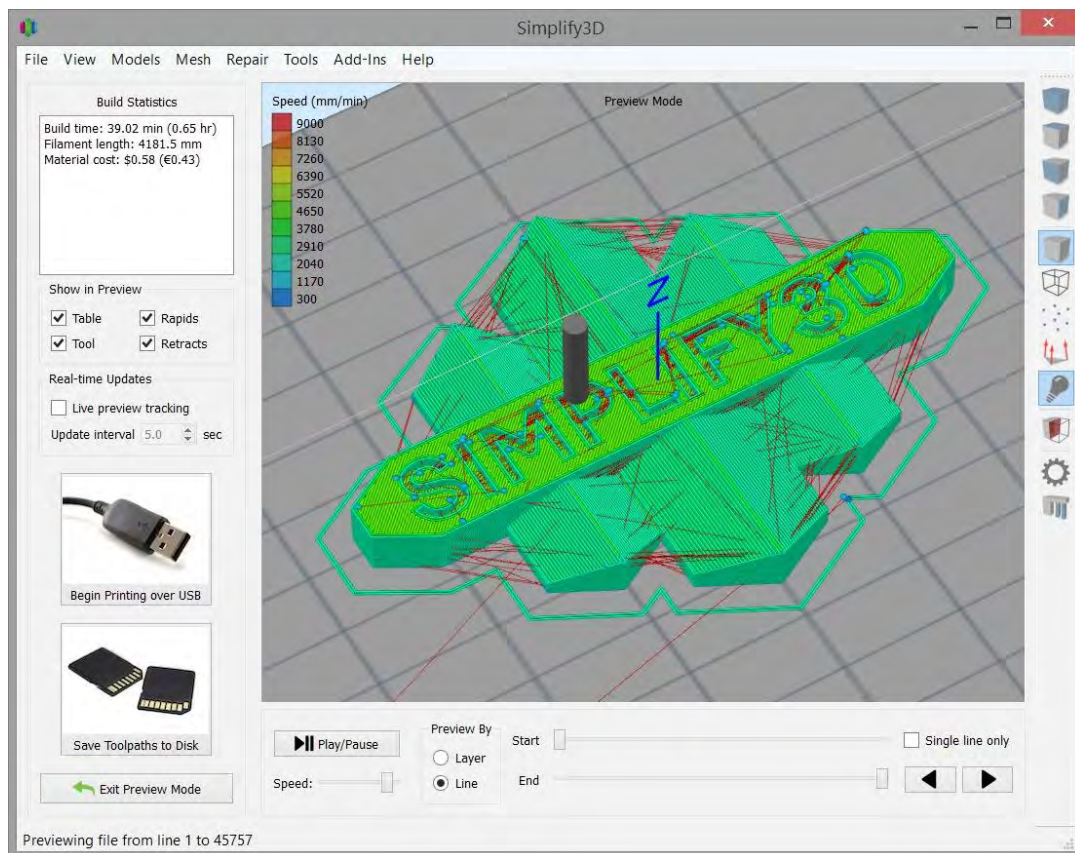 Simplify3D
File View Models Mesh Repair Tools Add-Ins Help
Build Statistics
Build time: 39.02 min (0.65 hr)
Filament length: 4181.5 mm
Material cost: $0.58 (€0.43)
Show in Preview
Table Rapids
Tool Retracts
Real-time Updates
Live preview tracking
Update interval 5.0 sec
Begin Printing over USB
Save Toolpaths to Disk
Exit Preview Mode
Speed (mm/min)
9000
8130
7260
6390
5520
4650
3780
2910
2040
1170
300
Preview Mode
Z
SIMPLIFY3D
Play/Pause
Speed:
Preview By
Layer
Line
Start
End
Single line only
Previewing file from line 1 to 45757